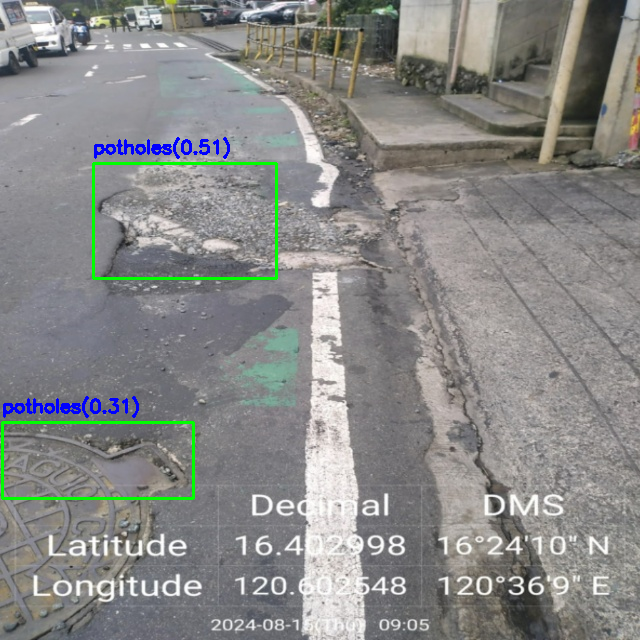 potholes(0.51)
potholes(0.31)
Decimal DMS
Latitude 16.402998 16°24'10" N
Longitude 120.602548 120°36'9" E
2024-08-15(Thu) 09:05